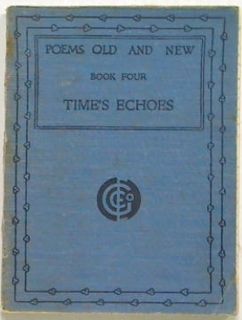 POEMS OLD AND NEW
BOOK FOUR
TIME'S ECHOES